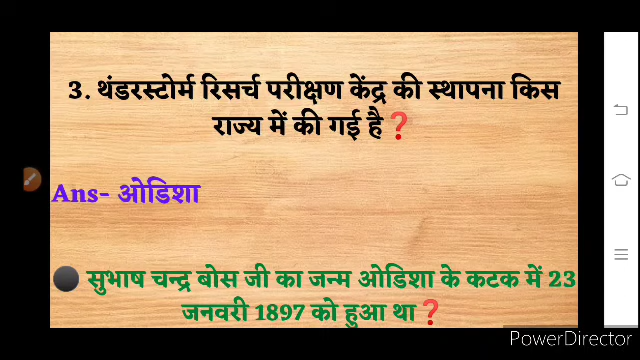 3. थंडरस्टोर्म रिसर्च परीक्षण केंद्र की स्थापना किस
राज्य में की गई है❓
Ans- ओडिशा
⚫ सुभाष चन्द्र बोस जी का जन्म ओडिशा के कटक में 23
जनवरी 1897 को हुआ था❓
PowerDirector